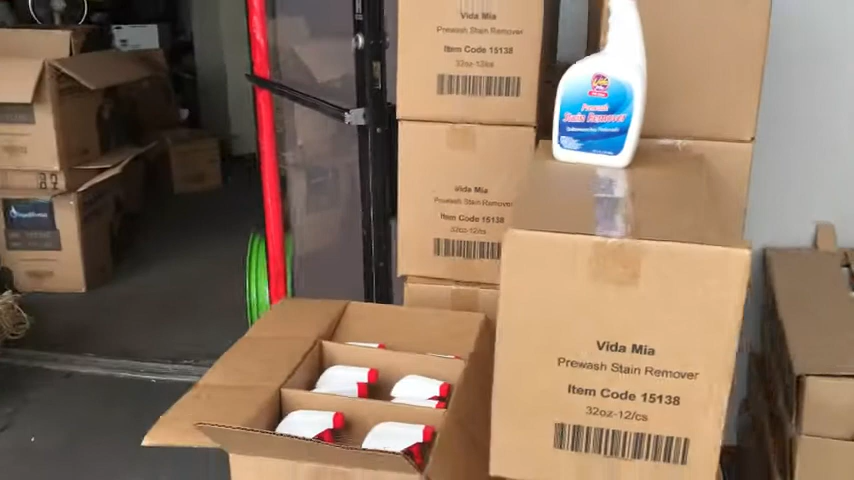 Vida Mia
Prewash Stain Remover
Item Code 15138
32oz-12/cs
Vida Mia
Prewash Stain Remover
Item Code 15138
32oz-12/cs
Vida
Prewash
Stain Remover
Vida Mia
Prewash Stain Remover
Item Code 15138
32oz-12/cs